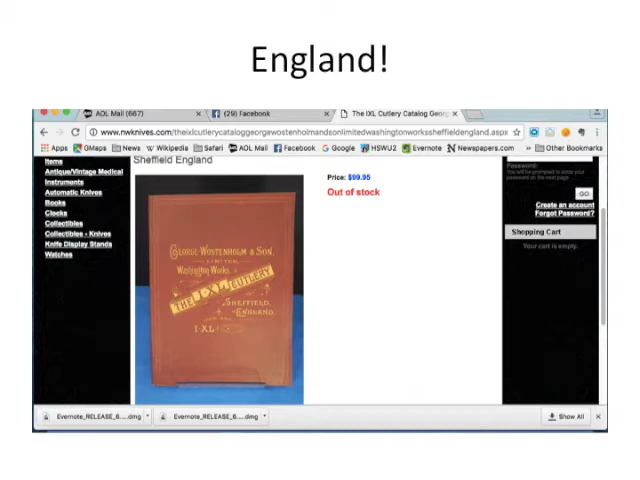 England!
AOL Mail (667)
(29) Facebook
The IXL Cutlery Catalog Georg
www.nwknives.com/theixlcutlerycataloggeorgewostenholmandsonlimitedwashingtonworkssheffieldengland.aspx
Apps GMaps News Wikipedia Safari AOL Mail Facebook Google HSWU2 Evernote Newspapers.com » Other Bookmarks
Items
Antique/Vintage Medical
Instruments
Automatic Knives
Books
Clocks
Collectibles
Collectibles - Knives
Knife Display Stands
Watches
Sheffield England
GEORGE WOSTENHOLM & SON.
LIMITED
Washington Works.
THE I·XL CUTLERY
SHEFFIELD,
ENGLAND.
I·XL
Price: $99.95
Out of stock
Password:
You will be prompted to enter your
password on the next page
GO
Create an account
Forgot Password?
Shopping Cart
Your cart is empty.
Evernote_RELEASE_6.....dmg
Evernote_RELEASE_6.....dmg
Show All